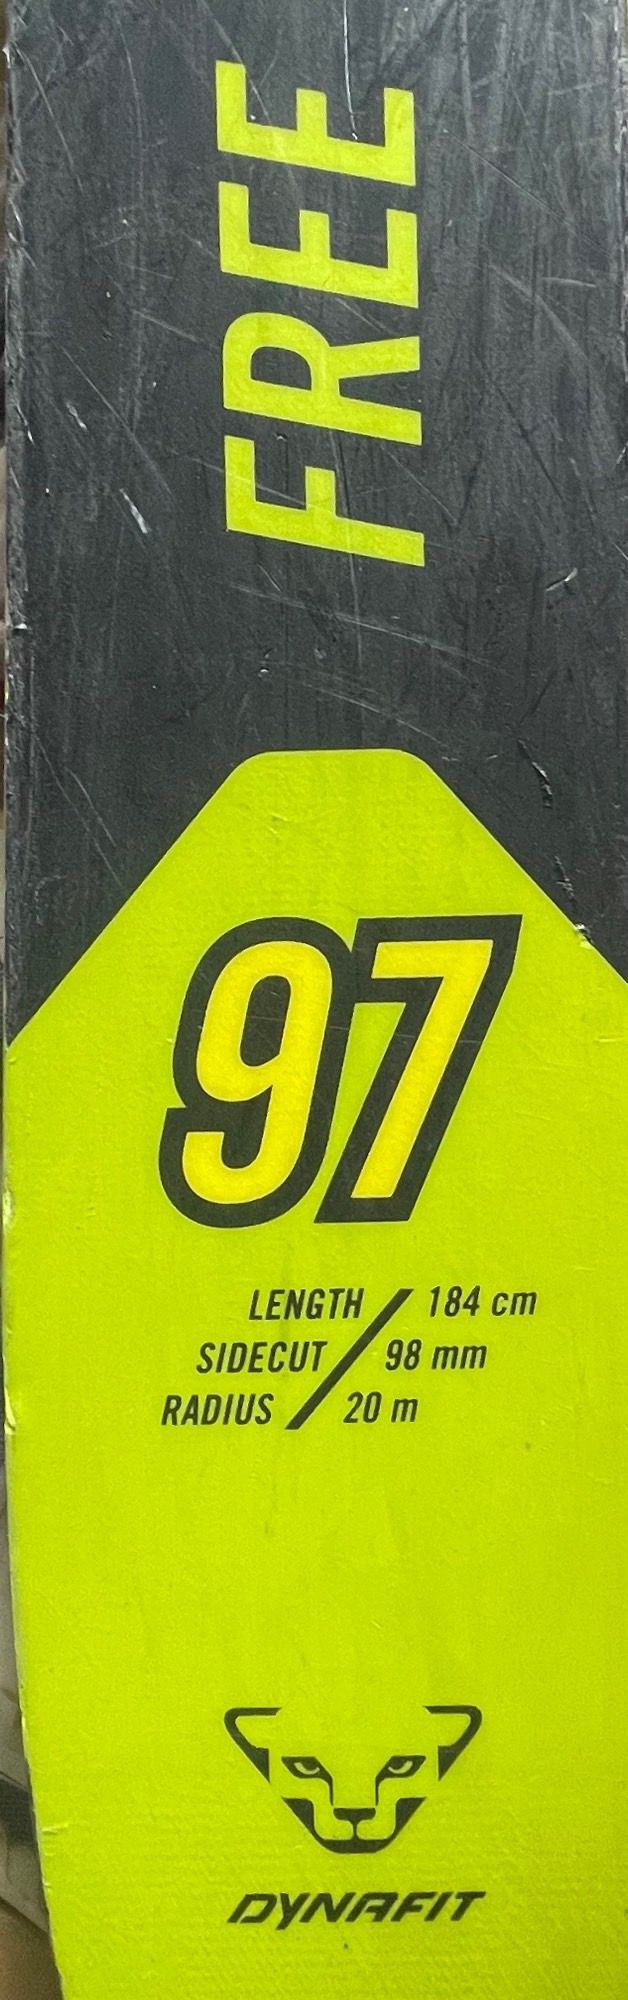 FREE
97
LENGTH / 184 cm
SIDECUT / 98 mm
RADIUS / 20 m
DYNAFIT